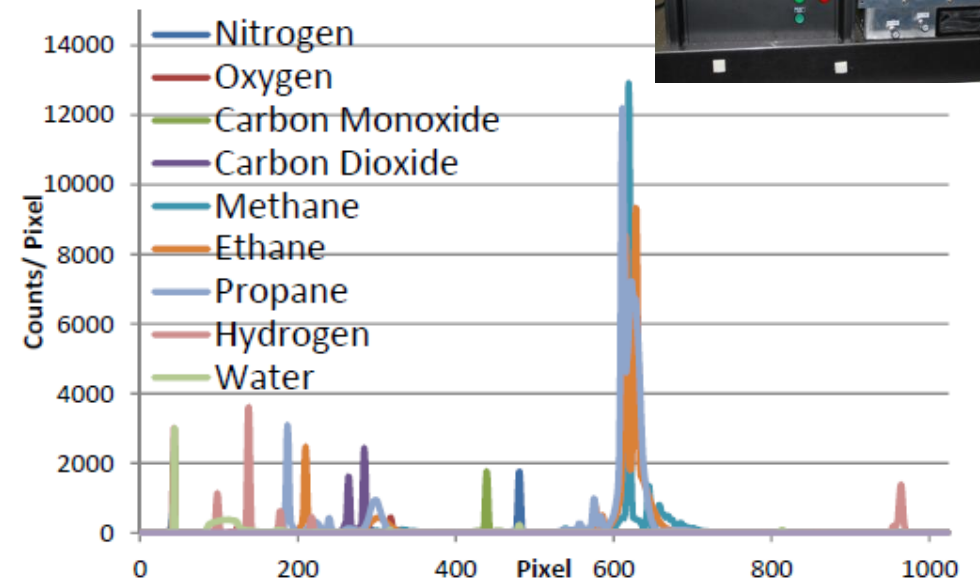 14000
12000
10000
8000
6000
4000
2000
0
Counts/ Pixel
Nitrogen
Oxygen
Carbon Monoxide
Carbon Dioxide
Methane
Ethane
Propane
Hydrogen
Water
0 200 400 Pixel 600 800 1000